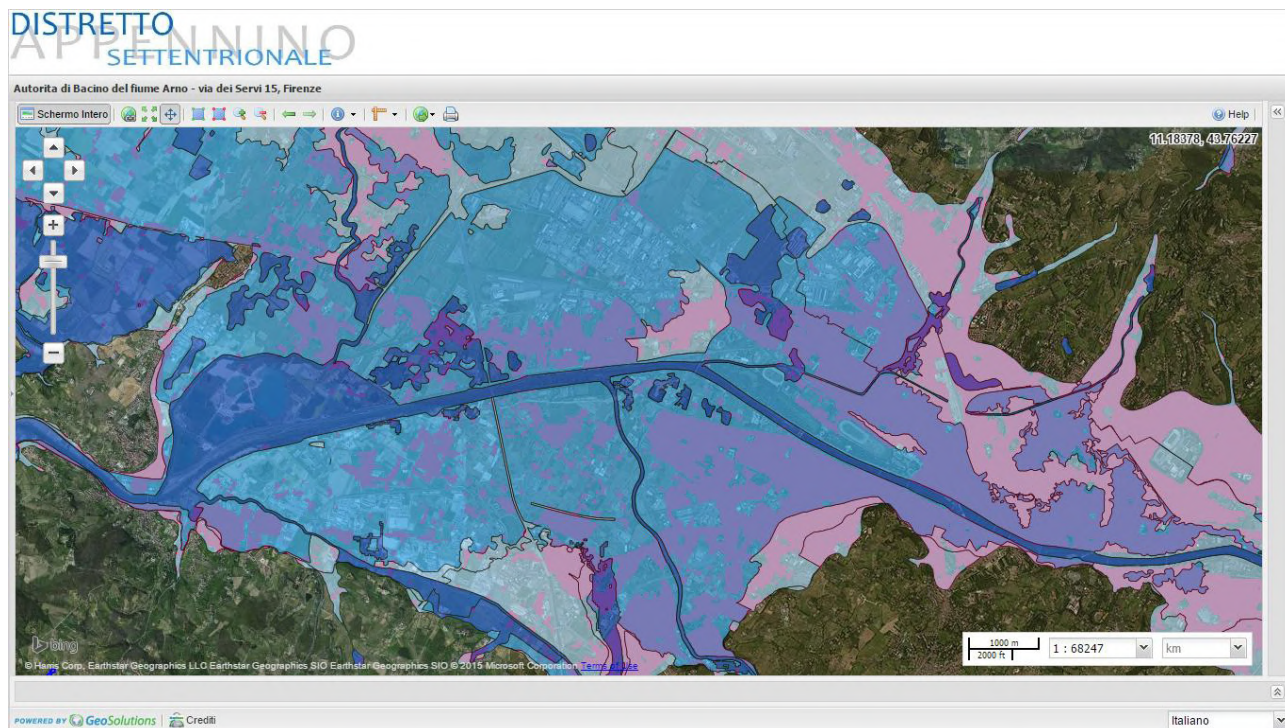 DISTRETTO
APPENNINO
SETTENTRIONALE
Autorita di Bacino del fiume Arno - via dei Servi 15, Firenze
Schermo Intero
Help
11.18378, 43.76227
bing
© Harris Corp, Earthstar Geographics LLC Earthstar Geographics SIO Earthstar Geographics SIO © 2015 Microsoft Corporation Terms of Use
1000 m
2000 ft
1 : 68247
km
POWERED BY GeoSolutions
Crediti
Italiano